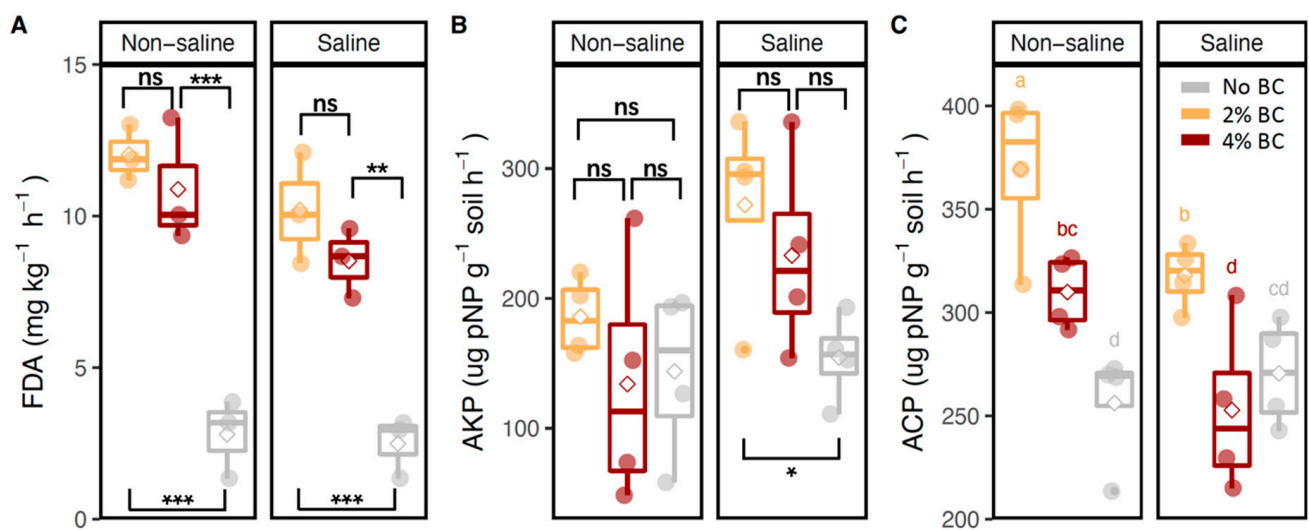 A
Non−saline
Saline
FDA (mg kg⁻¹ h⁻¹)
15
10
5
0
ns
***
***
ns
**
***
B
Non−saline
Saline
AKP (ug pNP g⁻¹ soil h⁻¹)
300
200
100
ns
ns
ns
ns
ns
*
C
Non−saline
Saline
ACP (ug pNP g⁻¹ soil h⁻¹)
400
350
300
250
200
a
bc
d
b
d
cd
No BC
2% BC
4% BC